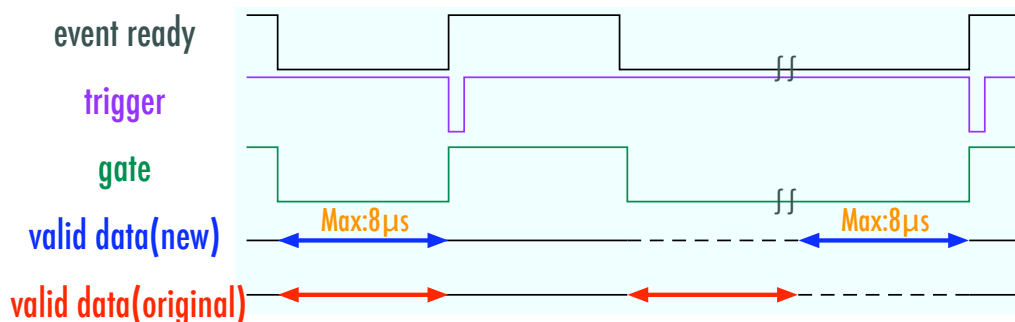 event ready
trigger
gate
Max:8μs
Max:8μs
valid data(new)
valid data(original)